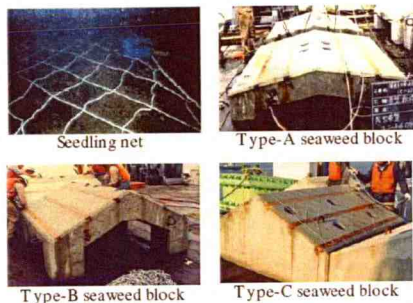 Seedling net
Type-A seaweed block
Type-B seaweed block
Type-C seaweed block